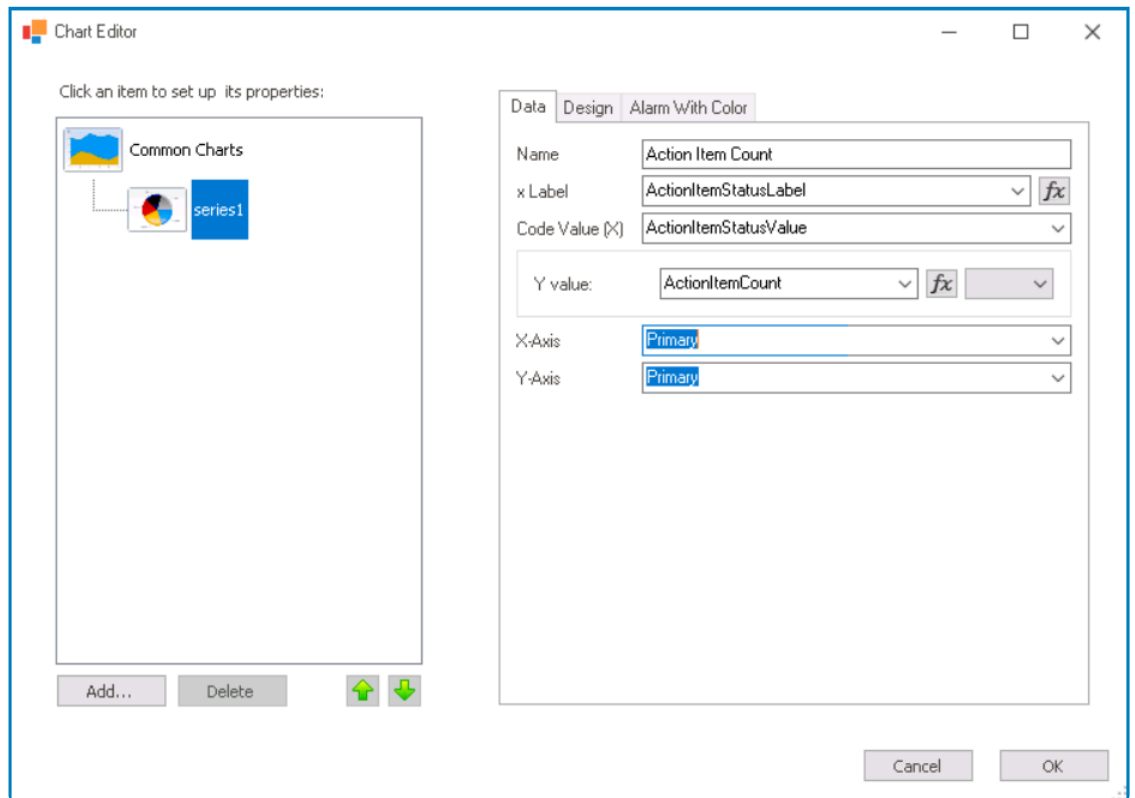 Chart Editor
Click an item to set up its properties:
Common Charts
series1
Add...
Delete
Data Design Alarm With Color
Name Action Item Count
x Label ActionItemStatusLabel fx
Code Value (X) ActionItemStatusValue
Y value: ActionItemCount fx
X-Axis Primary
Y-Axis Primary
Cancel OK